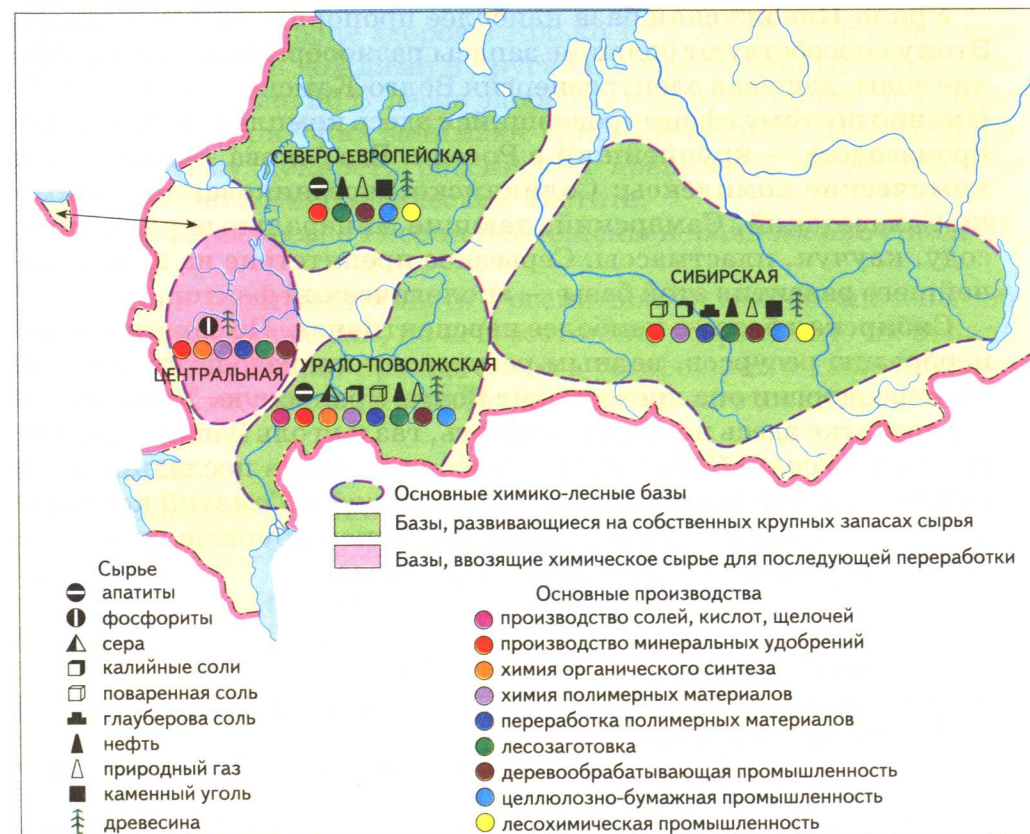 СЕВЕРО-ЕВРОПЕЙСКАЯ
СИБИРСКАЯ
ЦЕНТРАЛЬНАЯ
УРАЛО-ПОВОЛЖСКАЯ
Основные химико-лесные базы
Базы, развивающиеся на собственных крупных запасах сырья
Базы, ввозящие химическое сырье для последующей переработки
Сырье
апатиты
фосфориты
сера
калийные соли
поваренная соль
глауберова соль
нефть
природный газ
каменный уголь
древесина
Основные производства
производство солей, кислот, щелочей
производство минеральных удобрений
химия органического синтеза
химия полимерных материалов
переработка полимерных материалов
лесозаготовка
деревообрабатывающая промышленность
целлюлозно-бумажная промышленность
лесохимическая промышленность